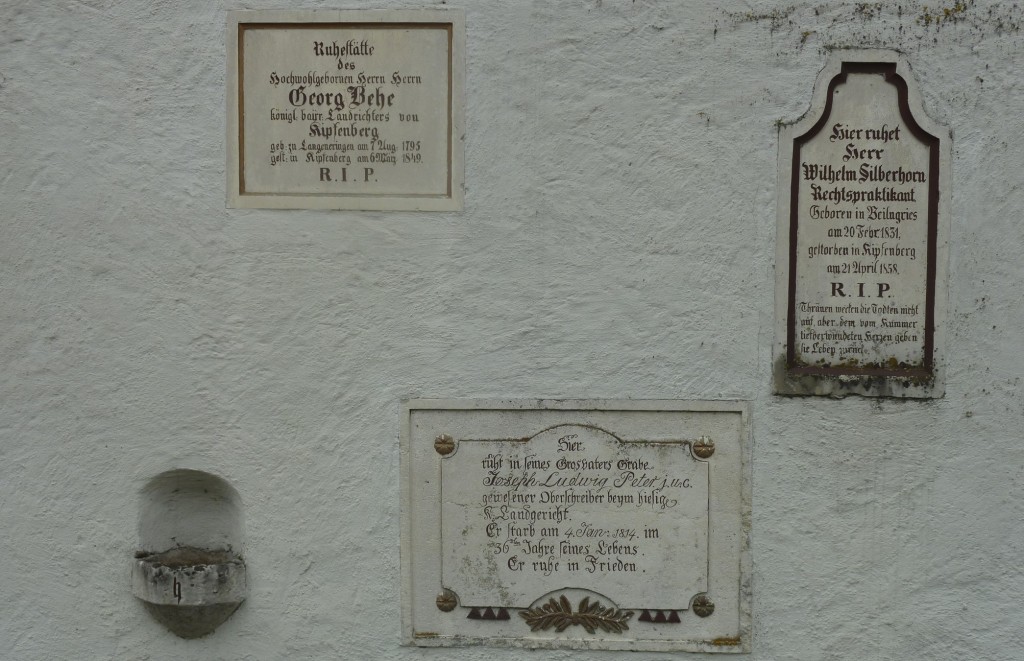 Ruhestätte
des
Hochwohlgebornen Herrn Herrn
Georg Behe
königl. bayr. Landrichters von
Kipfenberg
geb. zu Langeneringen am 7 Aug. 1795
gest. in Kipfenberg am 6 März 1849.
R. I. P.
Hier ruhet
Herr
Wilhelm Silberhorn
Rechtspraktikant
Geboren in Beilngries
am 20 Febr 1831,
gestorben in Kipfenberg
am 21 April 1858.
R. I. P.
Thränen wecken die Todten nicht
auf, aber dem vom Kummer
tiefverwundeten Herzen geben
sie Leben zurück.
Hier
ruht in seines Grosvaters Grabe
Joseph Ludwig Peter j.u.c.
gewesener Oberschreiber beym hiesig.
K. Landgericht.
Er starb am 4. Jan. 1814. im
36ten Jahre seines Lebens.
Er ruhe in Frieden.